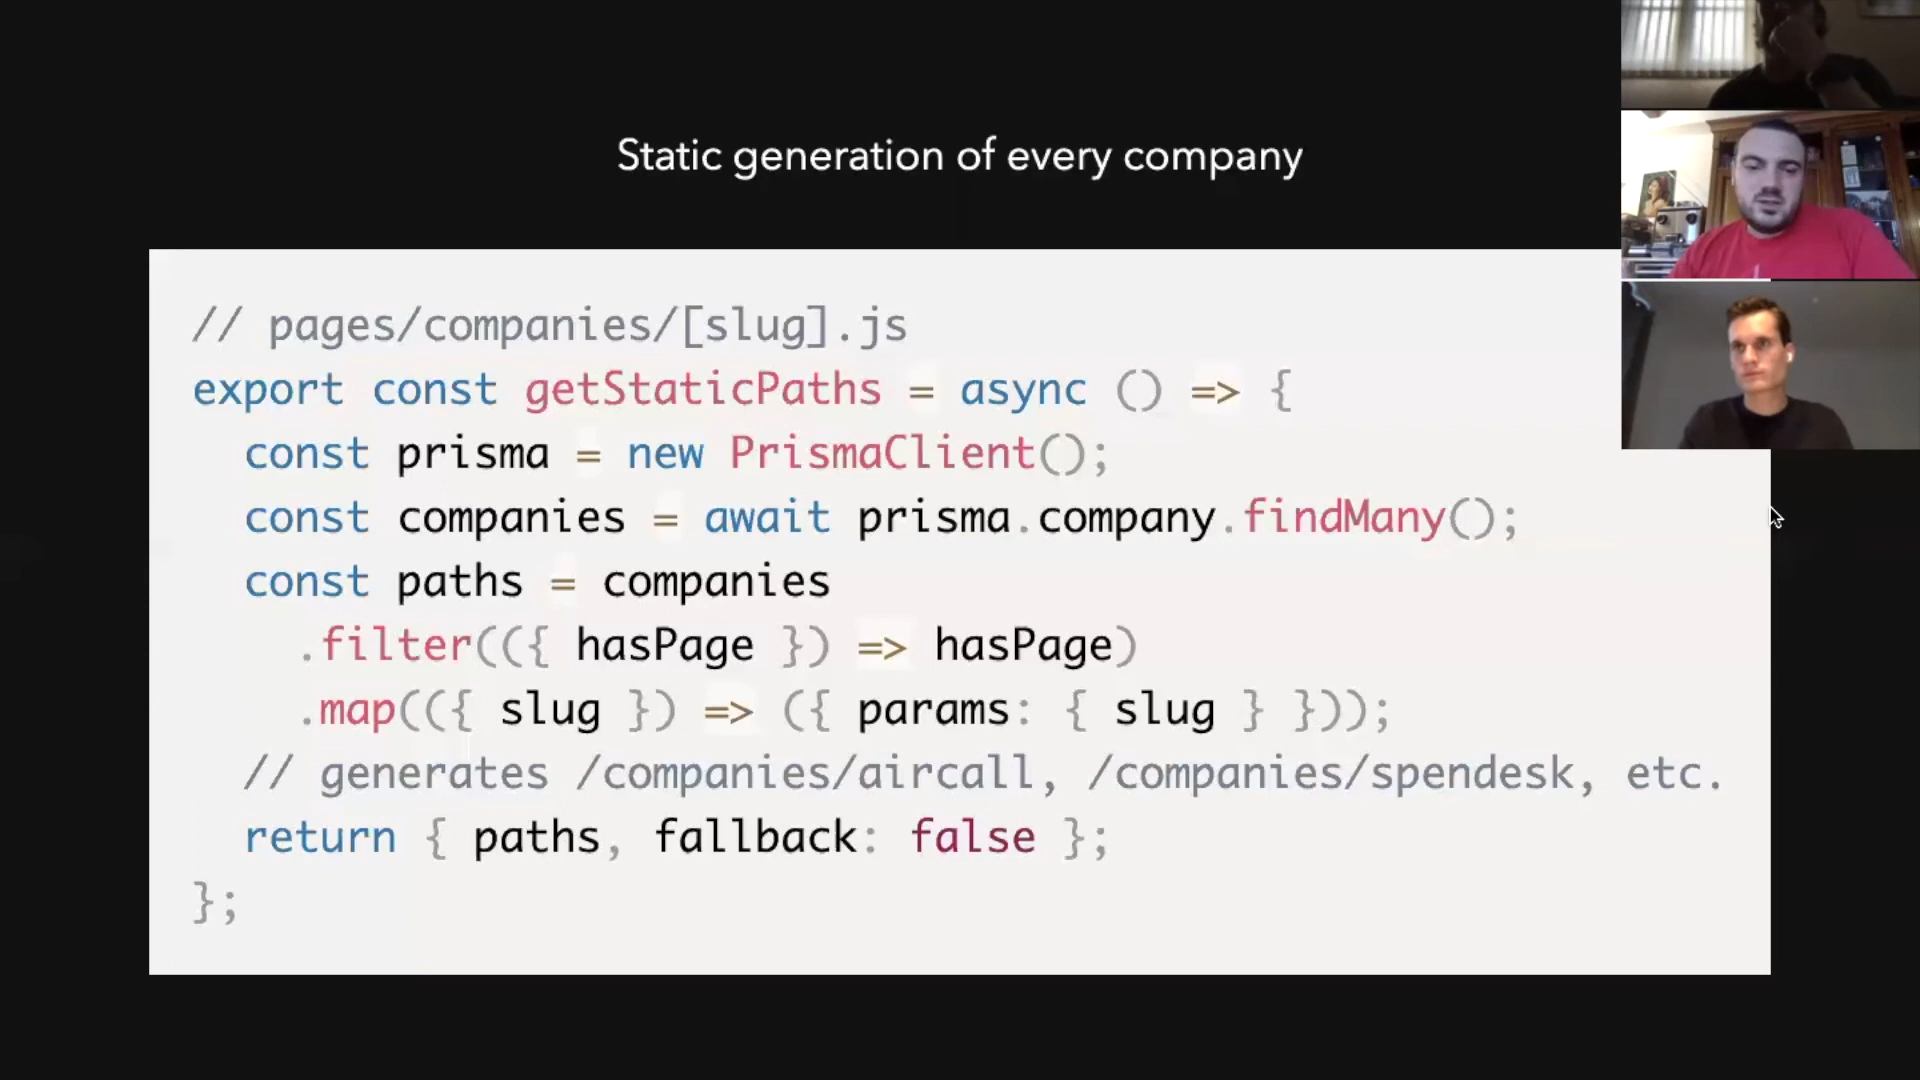 Static generation of every company
// pages/companies/[slug].js
export const getStaticPaths = async () => {
const prisma = new PrismaClient();
const companies = await prisma.company.findMany();
const paths = companies
.filter(({ hasPage }) => hasPage)
.map(({ slug }) => ({ params: { slug } }));
// generates /companies/aircall, /companies/spendesk, etc.
return { paths, fallback: false };
};